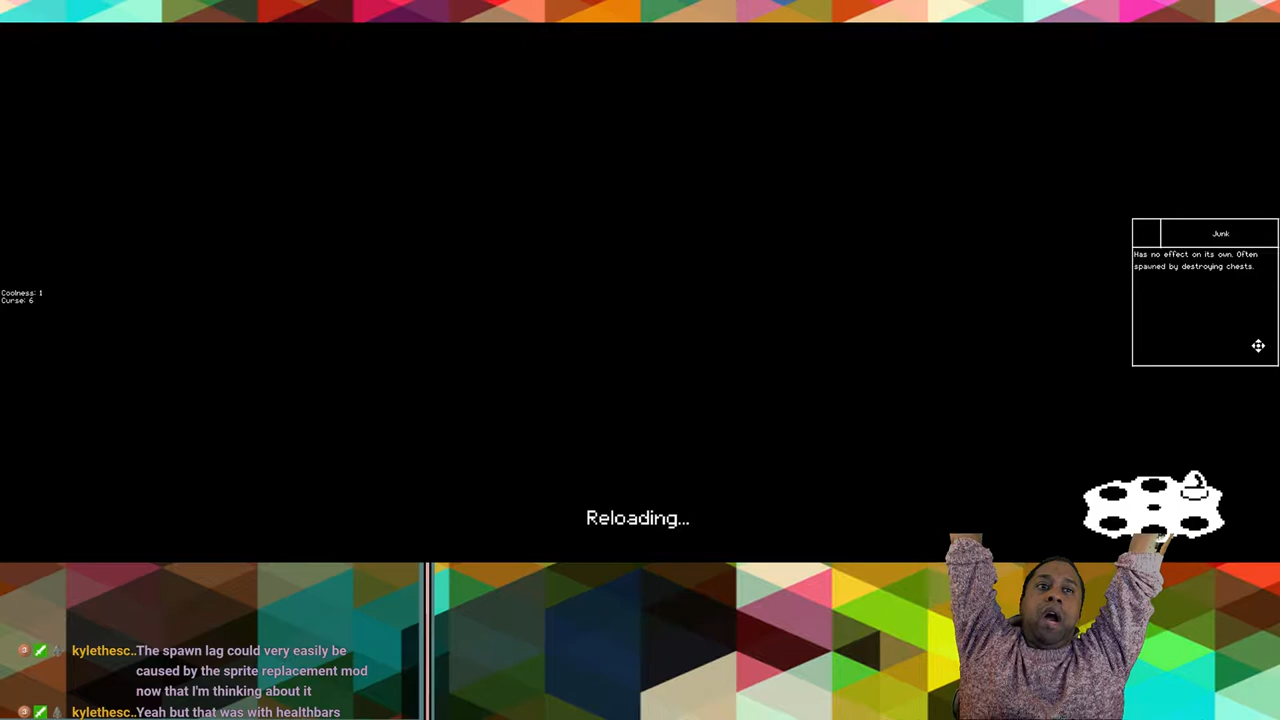 Junk
Has no effect on its own. Often
spawned by destroying chests.
Coolness: 1
Curse: 6
Reloading...
3 kylethesc..The spawn lag could very easily be
caused by the sprite replacement mod
now that I'm thinking about it
3 kylethesc..Yeah but that was with healthbars